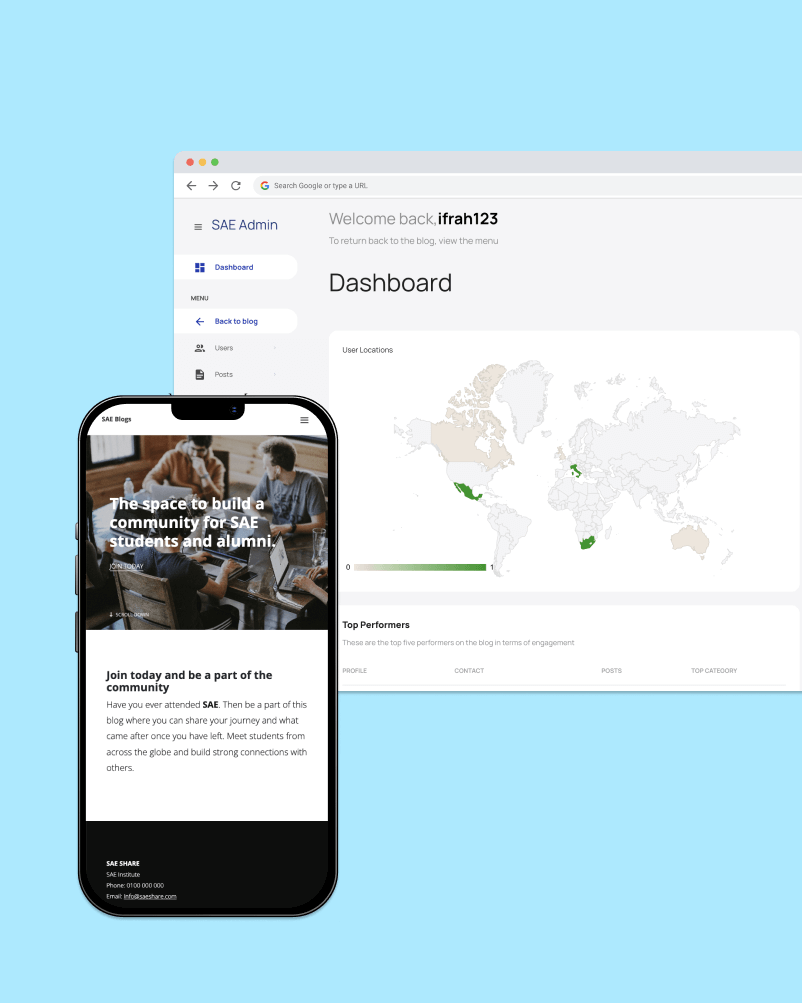 Search Google or type a URL
SAE Admin
Welcome back,ifrah123
To return back to the blog, view the menu
Dashboard
Dashboard
MENU
Back to blog
Users
Posts
User Locations
0
1
Top Performers
These are the top five performers on the blog in terms of engagement
PROFILE CONTACT POSTS TOP CATEGORY
SAE Blogs
The space to build a
community for SAE
students and alumni.
JOIN TODAY
SCROLL DOWN
Join today and be a part of the
community
Have you ever attended SAE. Then be a part of this
blog where you can share your journey and what
came after once you have left. Meet students from
across the globe and build strong connections with
others.
SAE SHARE
SAE Institute
Phone: 0100 000 000
Email: Info@saeshare.com